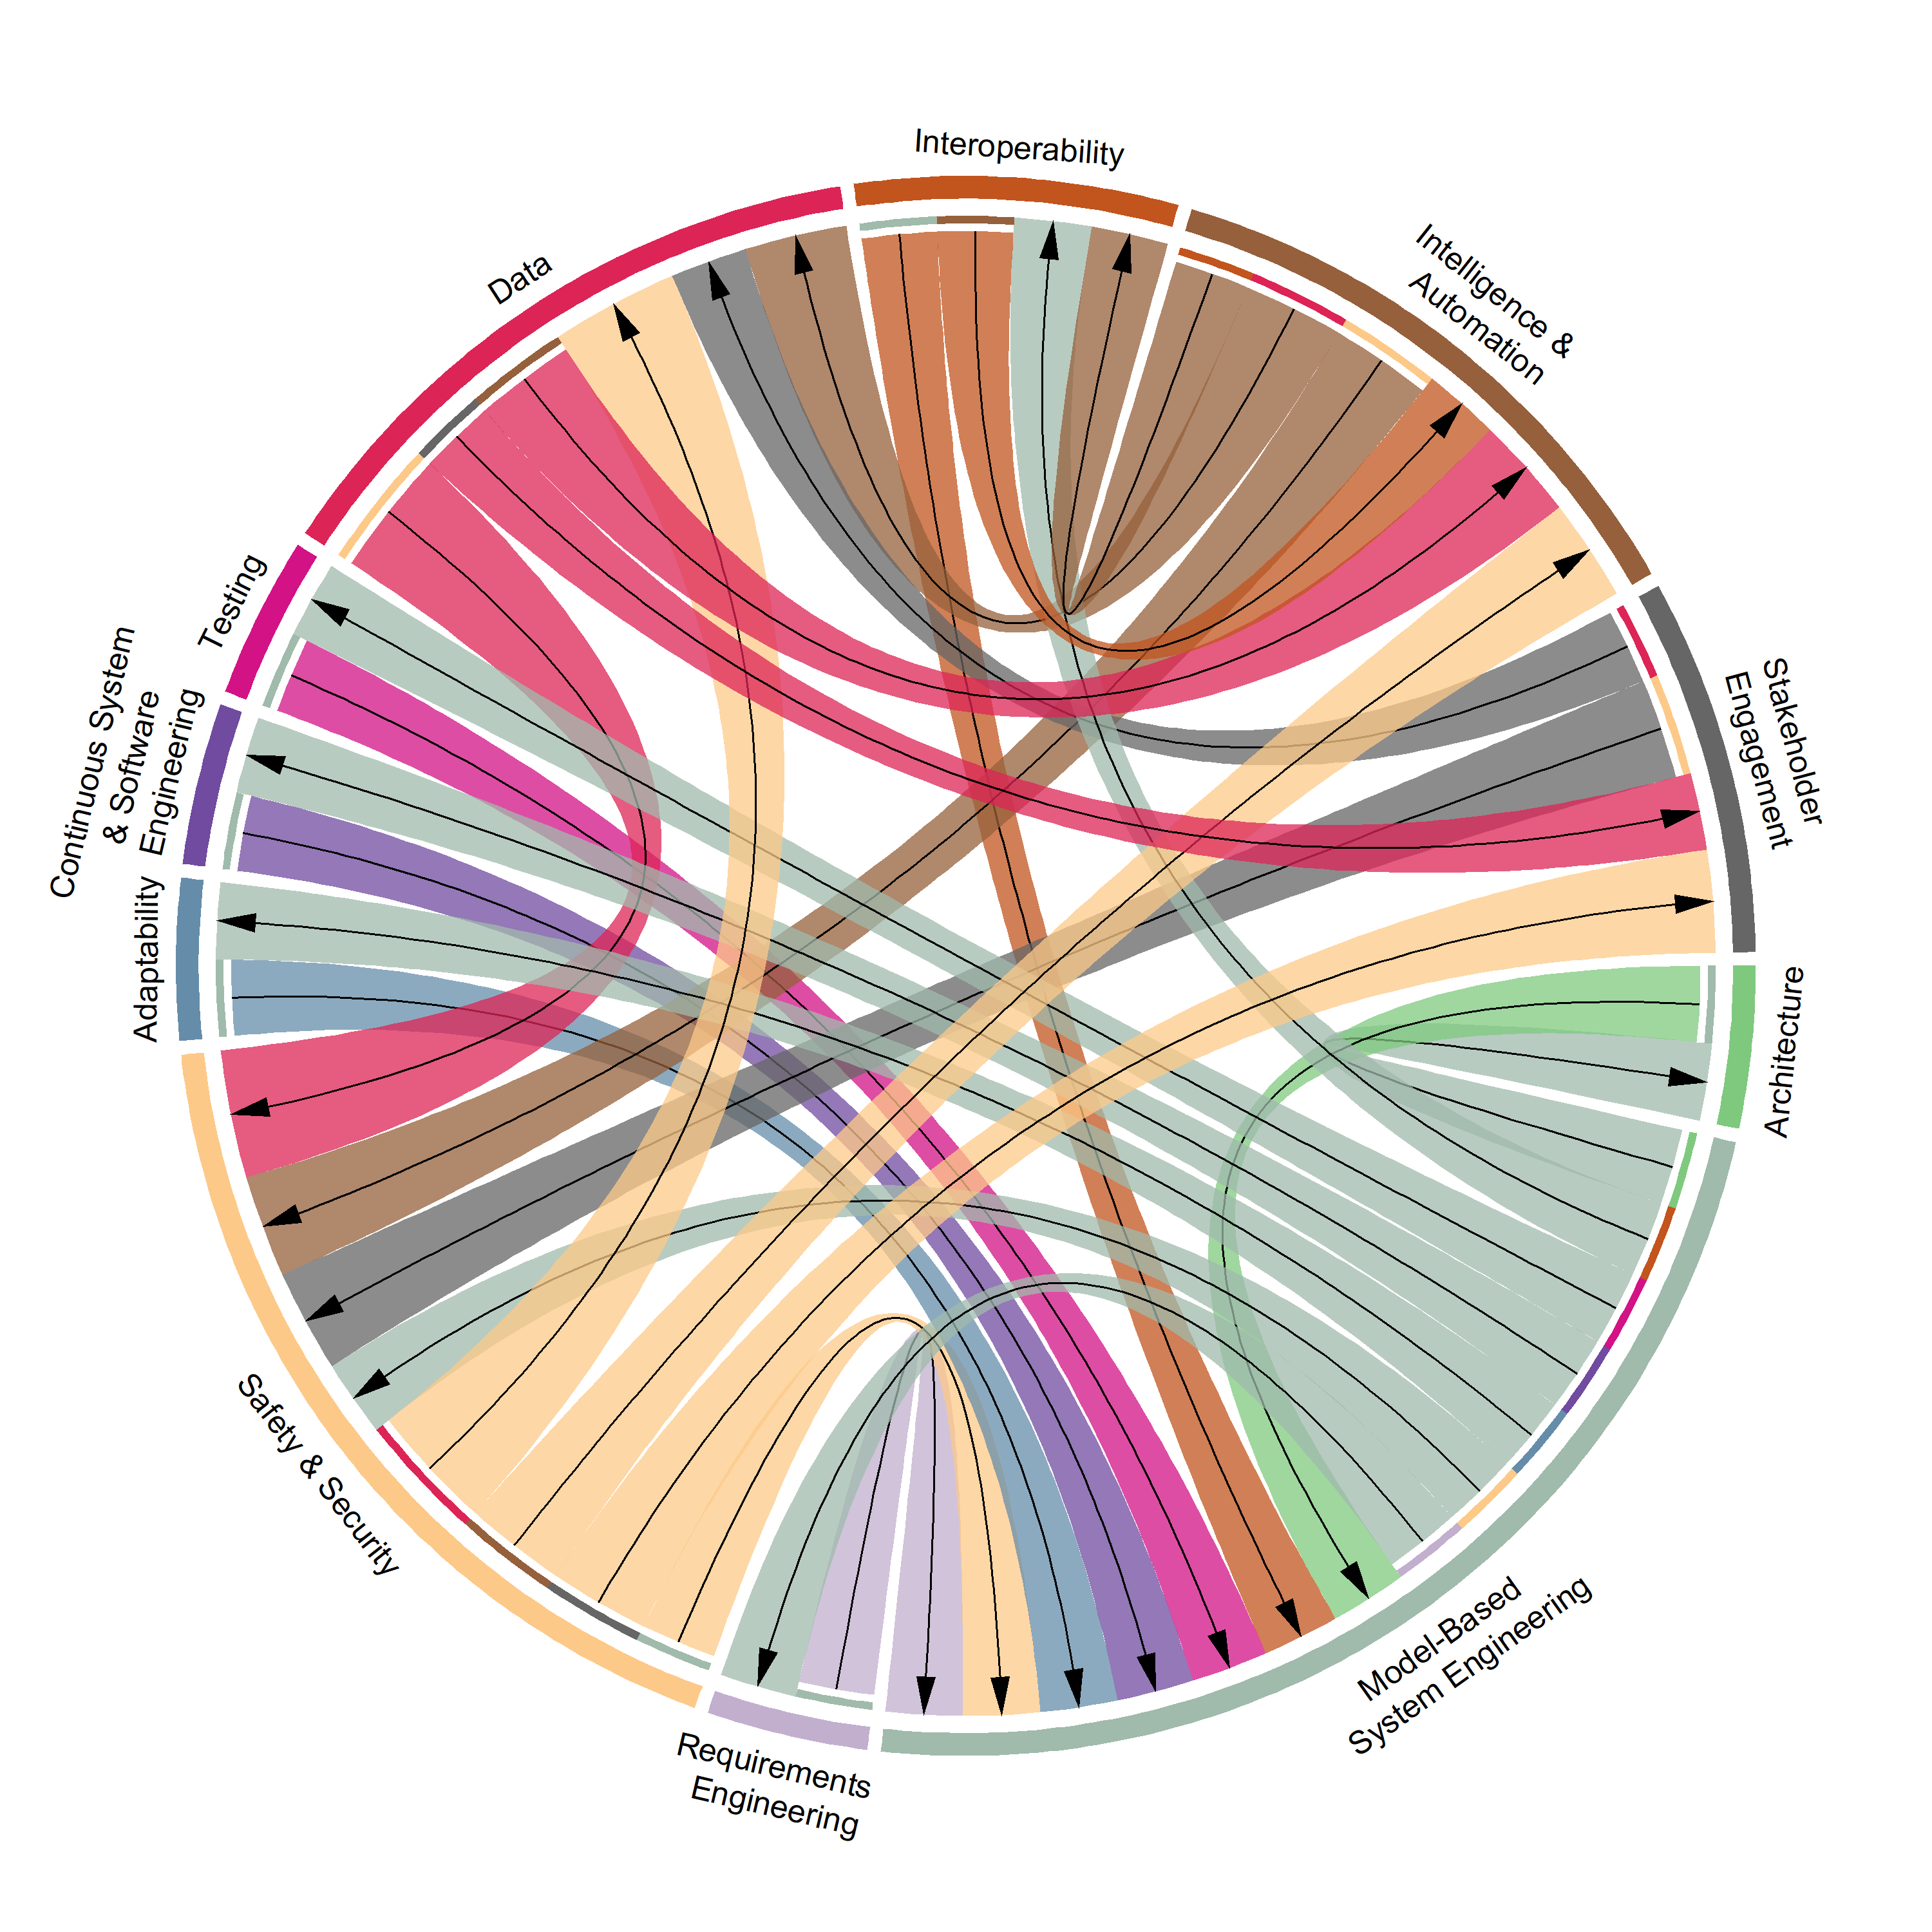 Interoperability
Intelligence &
Automation
Stakeholder
Engagement
Architecture
Model-Based
System Engineering
Requirements
Engineering
Safety & Security
Adaptability
Continuous System
& Software
Engineering
Testing
Data